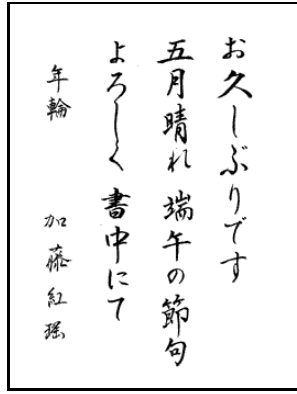 お久しぶりです
五月晴れ 端午の節句
よろしく 書中にて
年輪 加藤紅瑶